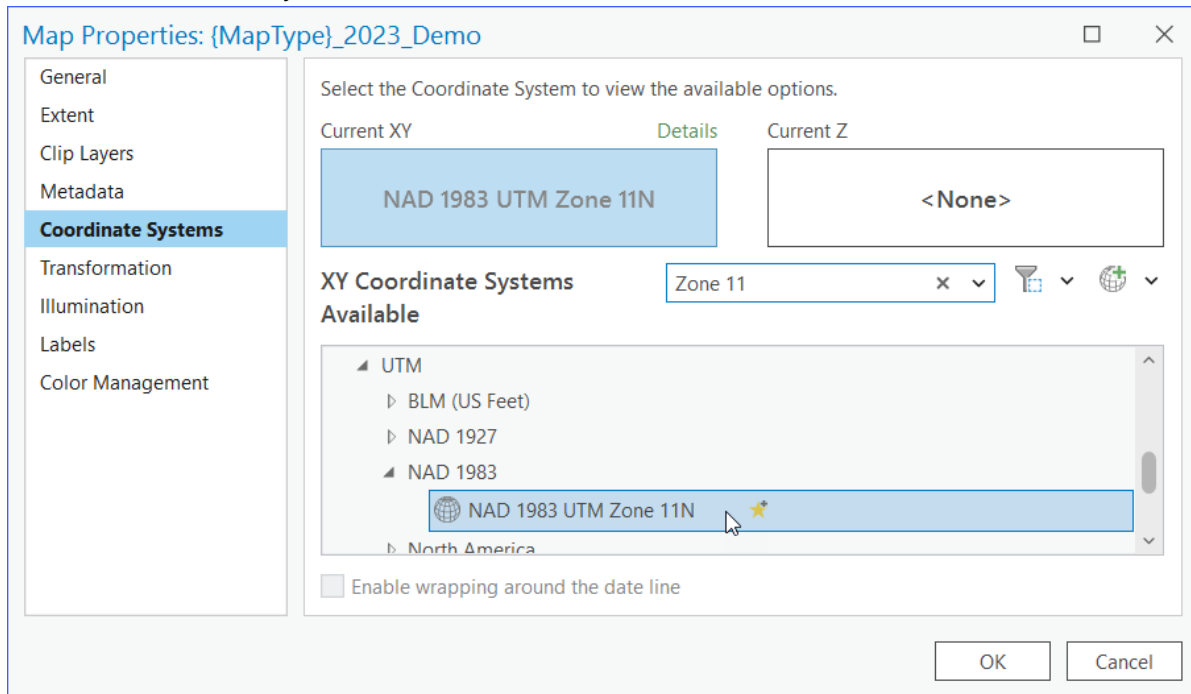 Map Properties: {MapType}_2023_Demo
General
Extent
Clip Layers
Metadata
Coordinate Systems
Transformation
Illumination
Labels
Color Management
Select the Coordinate System to view the available options.
Current XY Details Current Z
NAD 1983 UTM Zone 11N <None>
XY Coordinate Systems
Available
Zone 11
UTM
BLM (US Feet)
NAD 1927
NAD 1983
NAD 1983 UTM Zone 11N
North America
Enable wrapping around the date line
OK Cancel